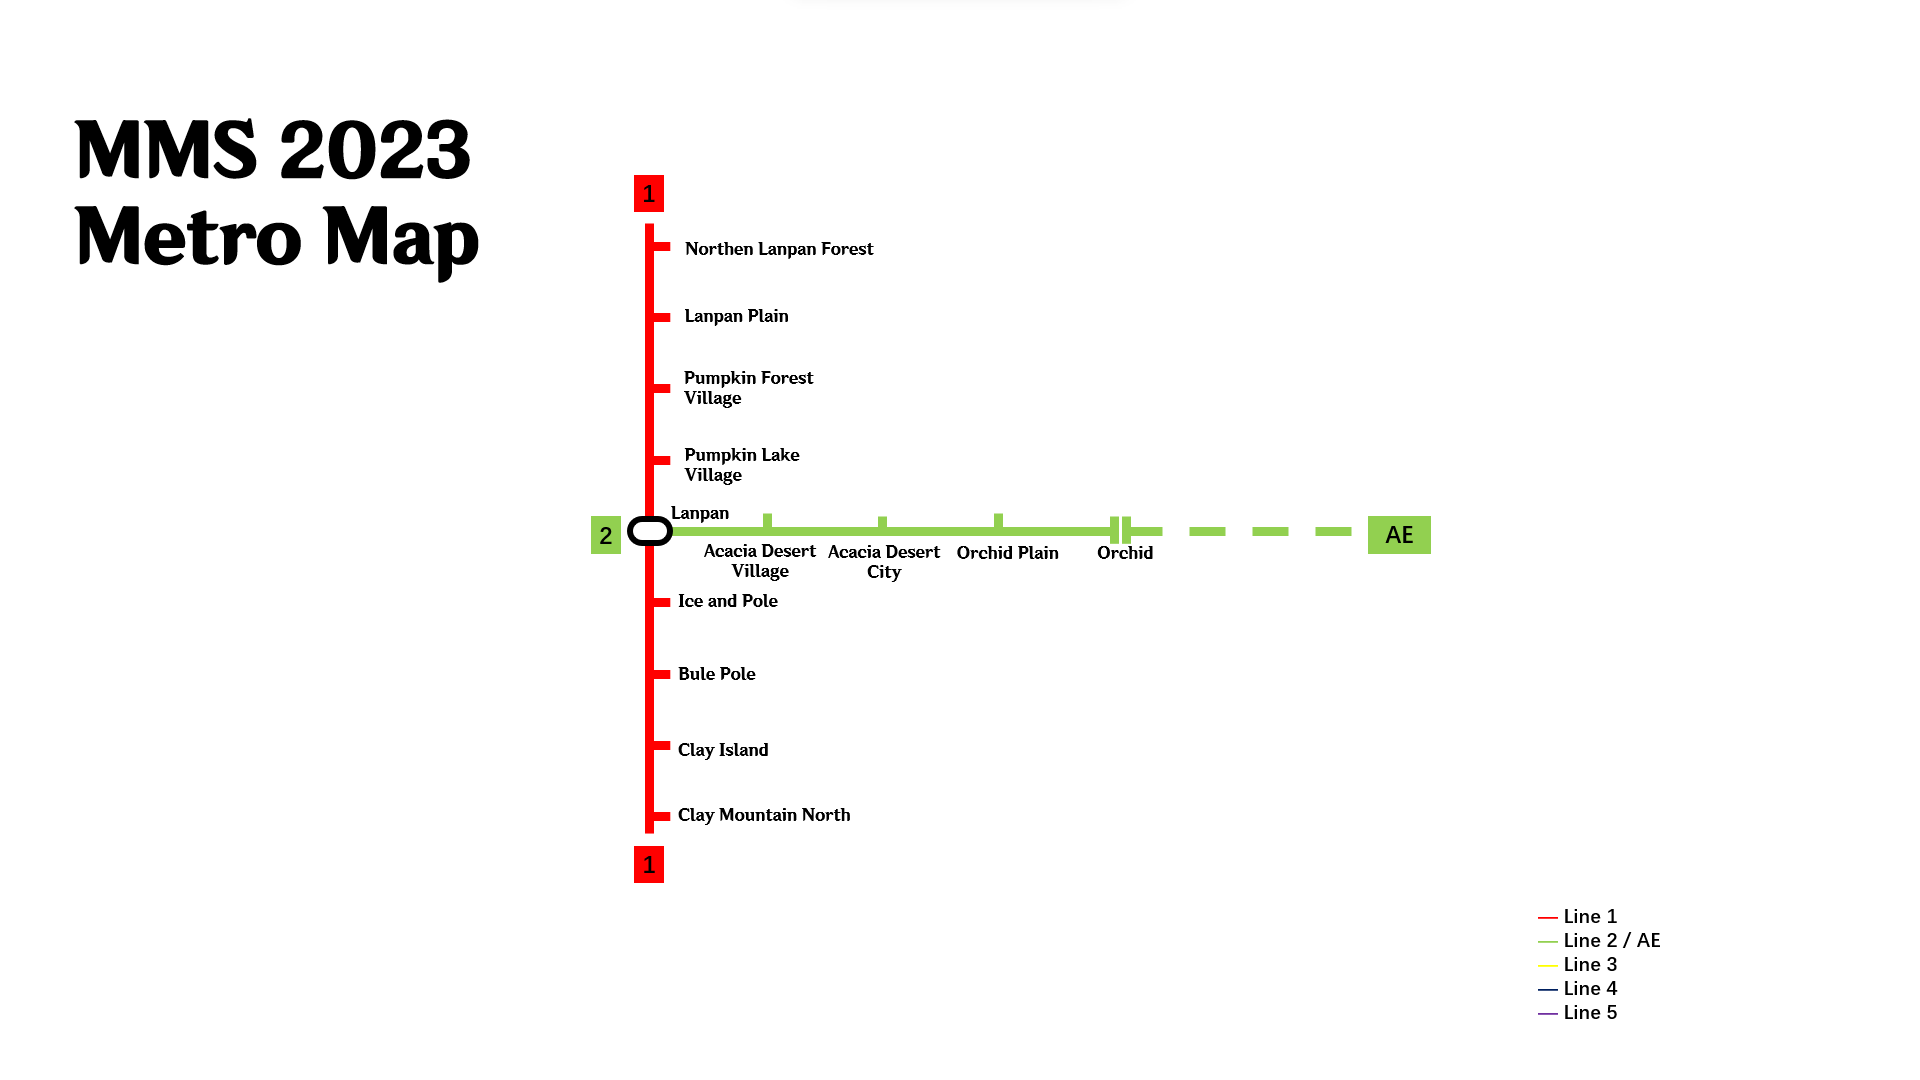 MMS 2023
Metro Map
1
Northen Lanpan Forest
Lanpan Plain
Pumpkin Forest
Village
Pumpkin Lake
Village
Lanpan
2
AE
Acacia Desert
Village
Acacia Desert
City
Orchid Plain
Orchid
Ice and Pole
Bule Pole
Clay Island
Clay Mountain North
1
Line 1
Line 2 / AE
Line 3
Line 4
Line 5